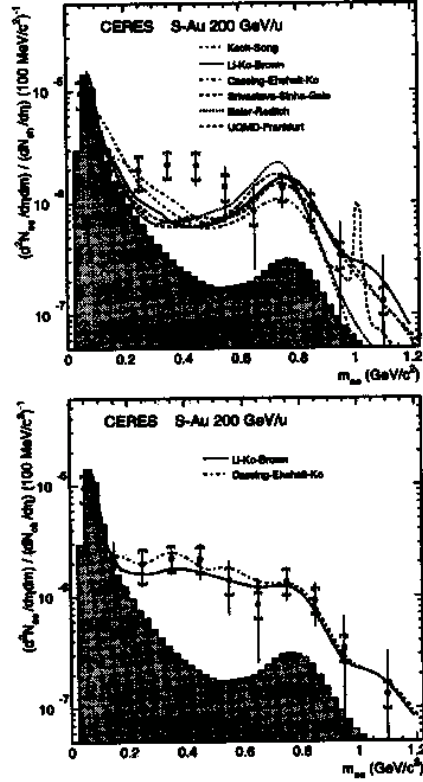 CERES S-Au 200 GeV/u
Koch-Song
Li-Ko-Brown
Cassing-Ehehalt-Ko
Srivastava-Sinha-Gale
Baier-Redlich
UQMD-Frankfurt
(d²Nₑₑ/dηdm) / (dN_ch/dη) (100 MeV/c²)⁻¹
10⁻⁵
10⁻⁶
10⁻⁷
0 0.2 0.4 0.6 0.8 1 1.2
mₑₑ (GeV/c²)
CERES S-Au 200 GeV/u
Li-Ko-Brown
Cassing-Ehehalt-Ko
(d²Nₑₑ/dηdm) / (dN_ch/dη) (100 MeV/c²)⁻¹
10⁻⁵
10⁻⁶
10⁻⁷
0 0.2 0.4 0.6 0.8 1 1.2
mₑₑ (GeV/c²)